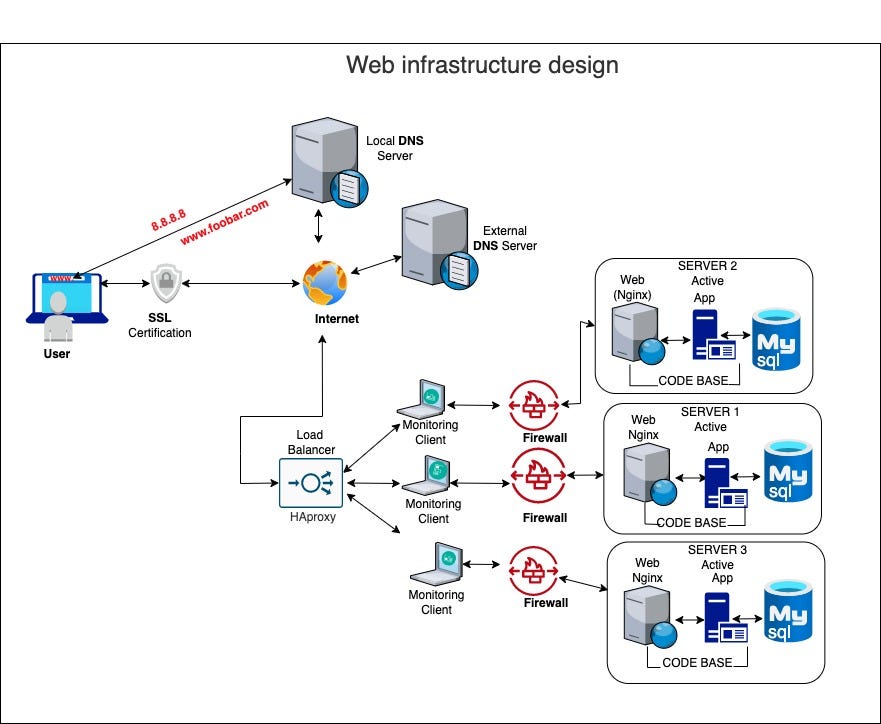 Web infrastructure design
Local DNS
Server
8.8.8.8
www.foobar.com
External
DNS Server
www
User
SSL
Certification
Internet
SERVER 2
Active
Web
(Nginx)
App
My
sql
CODE BASE
Load
Balancer
HAproxy
Monitoring
Client
Firewall
SERVER 1
Active
Web
Nginx
App
My
sql
CODE BASE
Monitoring
Client
Firewall
SERVER 3
Active
Web
Nginx
App
My
sql
CODE BASE
Monitoring
Client
Firewall